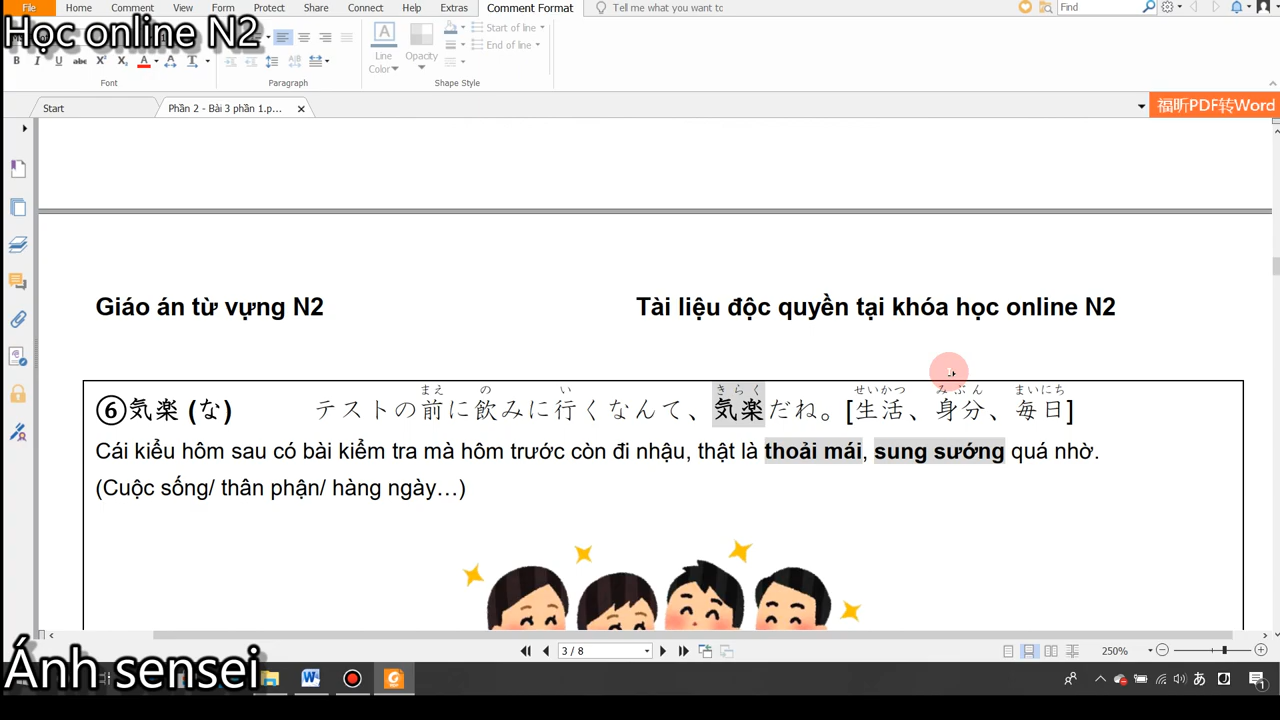 File Home Comment View Form Protect Share Connect Help Extras Comment Format Tell me what you want to Find
Học online N2
Line Color
Opacity
Start of line
End of line
Font Paragraph Shape Style
Start Phần 2 - Bài 3 phần 1.p...
福昕PDF转Word
Giáo án từ vựng N2 Tài liệu độc quyền tại khóa học online N2
まえ の い きらく せいかつ みぶん まいにち
⑥気楽 (な) テストの前に飲みに行くなんて、気楽だね。[生活、身分、毎日]
Cái kiểu hôm sau có bài kiểm tra mà hôm trước còn đi nhậu, thật là thoải mái, sung sướng quá nhờ.
(Cuộc sống/ thân phận/ hàng ngày…)
3 / 8 250%
Ánh sensei